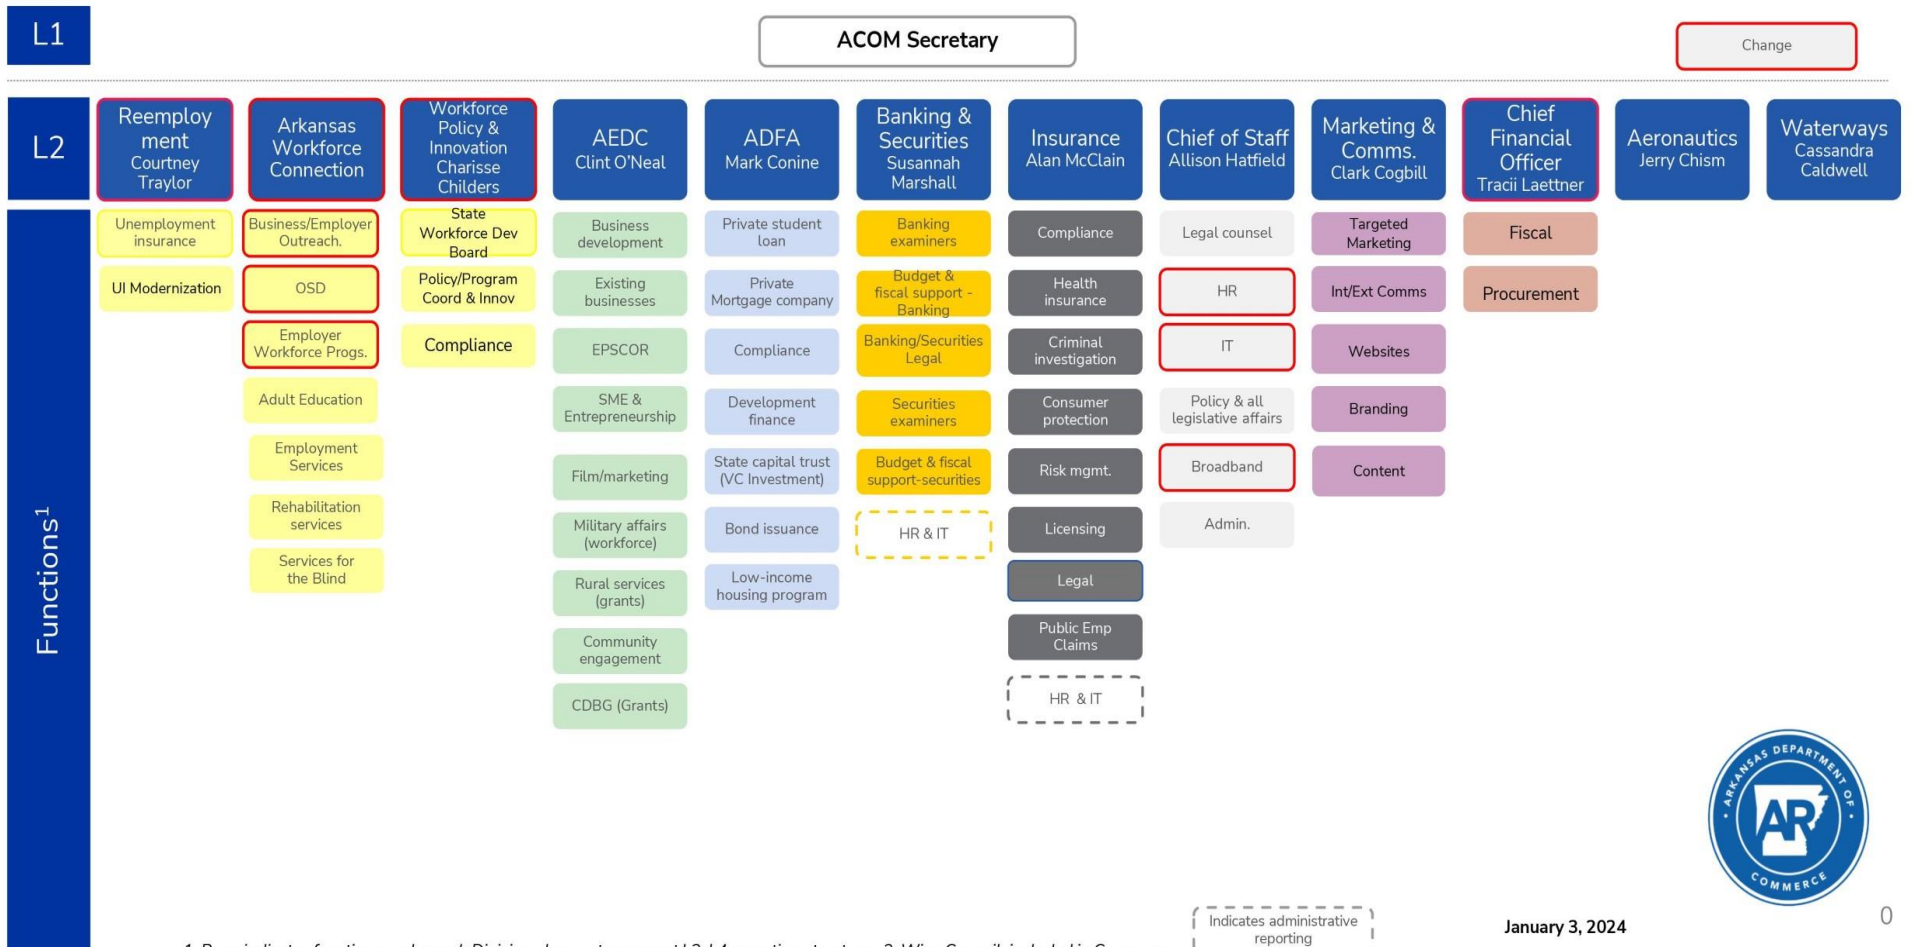 L1
ACOM Secretary
Change
L2
Reemploy
ment
Courtney
Traylor
Arkansas
Workforce
Connection
Workforce
Policy &
Innovation
Charisse
Childers
AEDC
Clint O'Neal
ADFA
Mark Conine
Banking &
Securities
Susannah
Marshall
Insurance
Alan McClain
Chief of Staff
Allison Hatfield
Marketing &
Comms.
Clark Cogbill
Chief
Financial
Officer
Tracii Laettner
Aeronautics
Jerry Chism
Waterways
Cassandra
Caldwell
Functions1
Unemployment
insurance
UI Modernization
Business/Employer
Outreach.
OSD
Employer
Workforce Progs.
Adult Education
Employment
Services
Rehabilitation
services
Services for
the Blind
State
Workforce Dev
Board
Policy/Program
Coord & Innov
Compliance
Business
development
Existing
businesses
EPSCOR
SME &
Entrepreneurship
Film/marketing
Military affairs
(workforce)
Rural services
(grants)
Community
engagement
CDBG (Grants)
Private student
loan
Private
Mortgage company
Compliance
Development
finance
State capital trust
(VC Investment)
Bond issuance
Low-income
housing program
Banking
examiners
Budget &
fiscal support -
Banking
Banking/Securities
Legal
Securities
examiners
Budget & fiscal
support-securities
HR & IT
Compliance
Health
insurance
Criminal
investigation
Consumer
protection
Risk mgmt.
Licensing
Legal
Public Emp
Claims
HR & IT
Legal counsel
HR
IT
Policy & all
legislative affairs
Broadband
Admin.
Targeted
Marketing
Int/Ext Comms
Websites
Branding
Content
Fiscal
Procurement
ARKANSAS DEPARTMENT OF
AR
COMMERCE
Indicates administrative
reporting
January 3, 2024
0